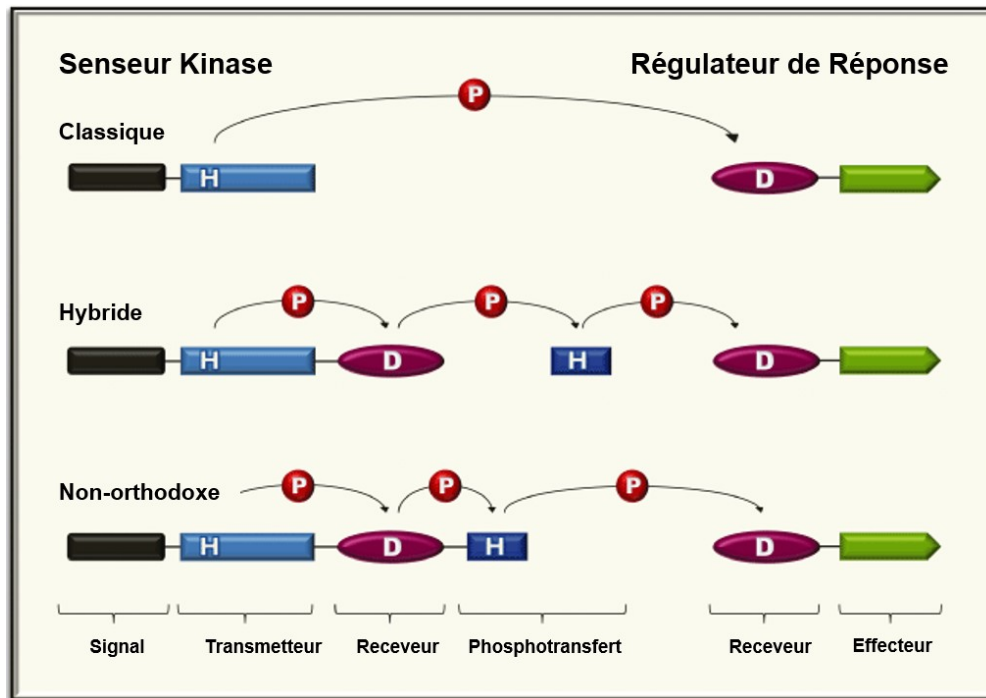 Senseur Kinase
Régulateur de Réponse
P
Classique
H
D
P
P
P
Hybride
H
D
H
D
P
P
P
Non-orthodoxe
H
D
H
D
Signal
Transmetteur
Receveur
Phosphotransfert
Receveur
Effecteur